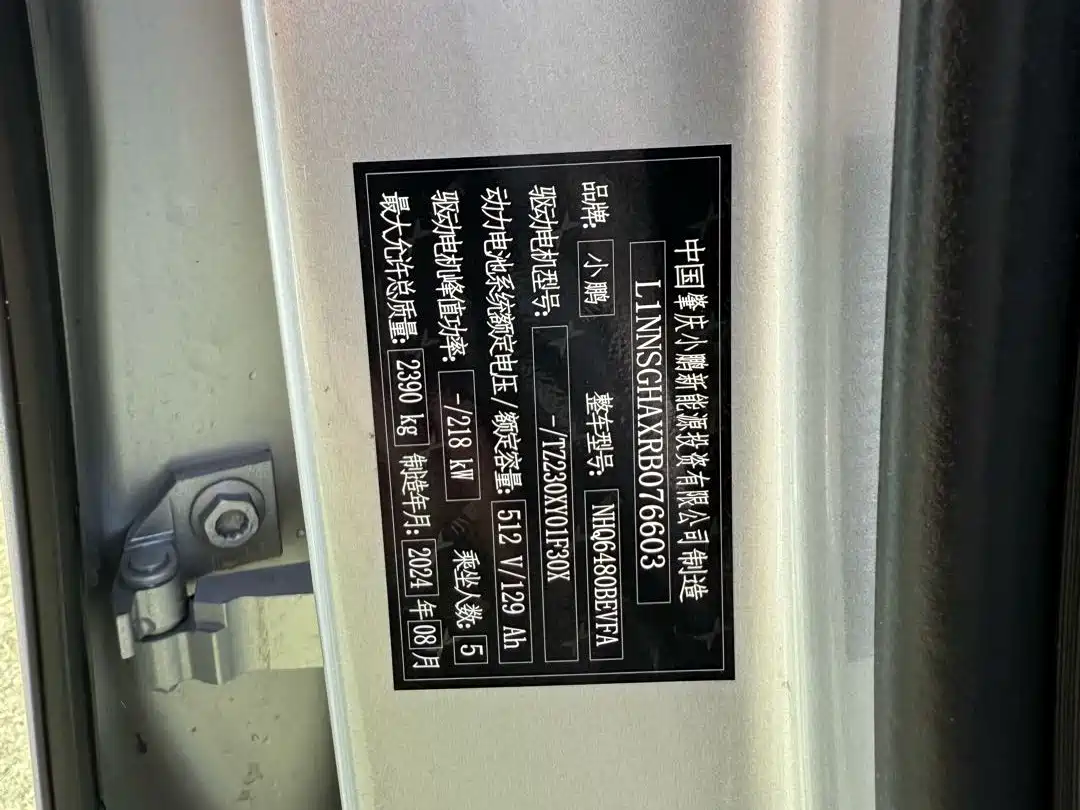 中国肇庆小鹏新能源投资有限公司制造
L1NNSGHAXRB076603
品牌: 小鹏 整车型号: NHQ6480BEVFA
驱动电机型号: -/TZ230XY01F30X
动力电池系统额定电压/额定容量: 512 V/129 Ah
驱动电机峰值功率: -/218 kW 乘坐人数: 5
最大允许总质量: 2390 kg 制造年月: 2024 年 08 月